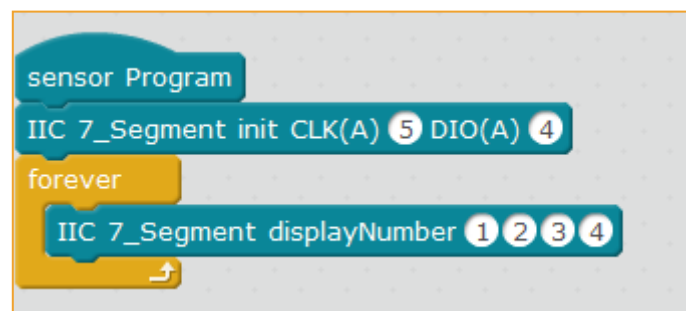 sensor Program
IIC 7_Segment init CLK(A) 5 DIO(A) 4
forever
IIC 7_Segment displayNumber 1 2 3 4